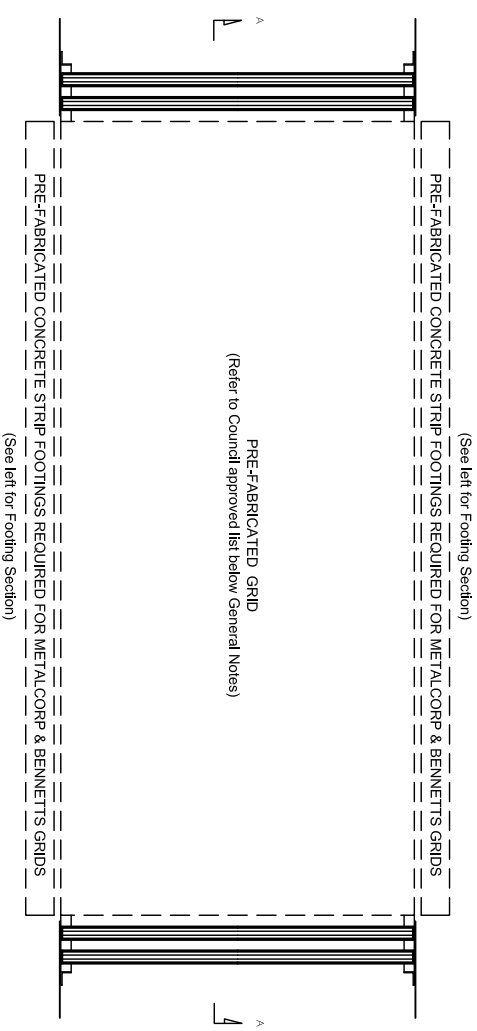 A
(See left for Footing Section)
PRE-FABRICATED CONCRETE STRIP FOOTINGS REQUIRED FOR METALCORP & BENNETTS GRIDS
PRE-FABRICATED GRID
(Refer to Council approved list below General Notes)
PRE-FABRICATED CONCRETE STRIP FOOTINGS REQUIRED FOR METALCORP & BENNETTS GRIDS
(See left for Footing Section)
A